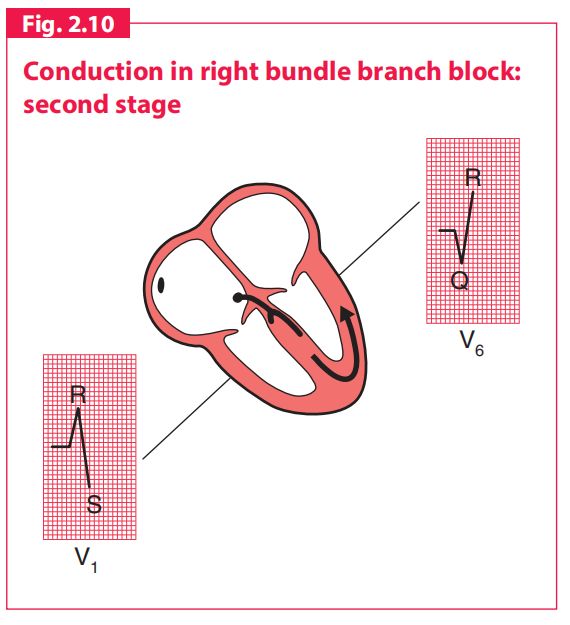 Fig. 2.10
Conduction in right bundle branch block:
second stage
R
Q
V6
R
S
V1